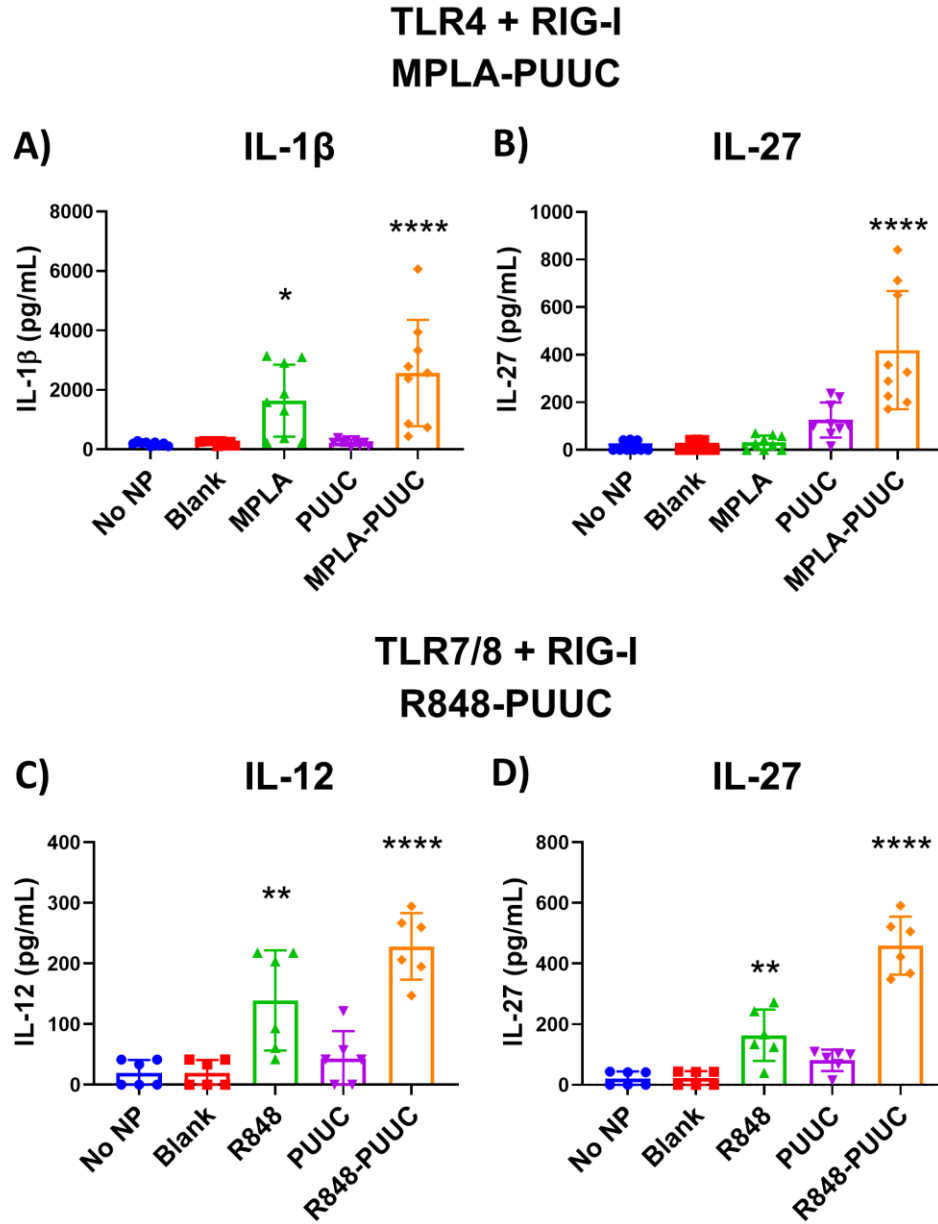 TLR4 + RIG-I
MPLA-PUUC
A) IL-1β
IL-1β (pg/mL)
8000
6000
4000
2000
0
*
****
No NP
Blank
MPLA
PUUC
MPLA-PUUC
B) IL-27
IL-27 (pg/mL)
1000
800
600
400
200
0
****
No NP
Blank
MPLA
PUUC
MPLA-PUUC
TLR7/8 + RIG-I
R848-PUUC
C) IL-12
IL-12 (pg/mL)
400
300
200
100
0
**
****
No NP
Blank
R848
PUUC
R848-PUUC
D) IL-27
IL-27 (pg/mL)
800
600
400
200
0
**
****
No NP
Blank
R848
PUUC
R848-PUUC